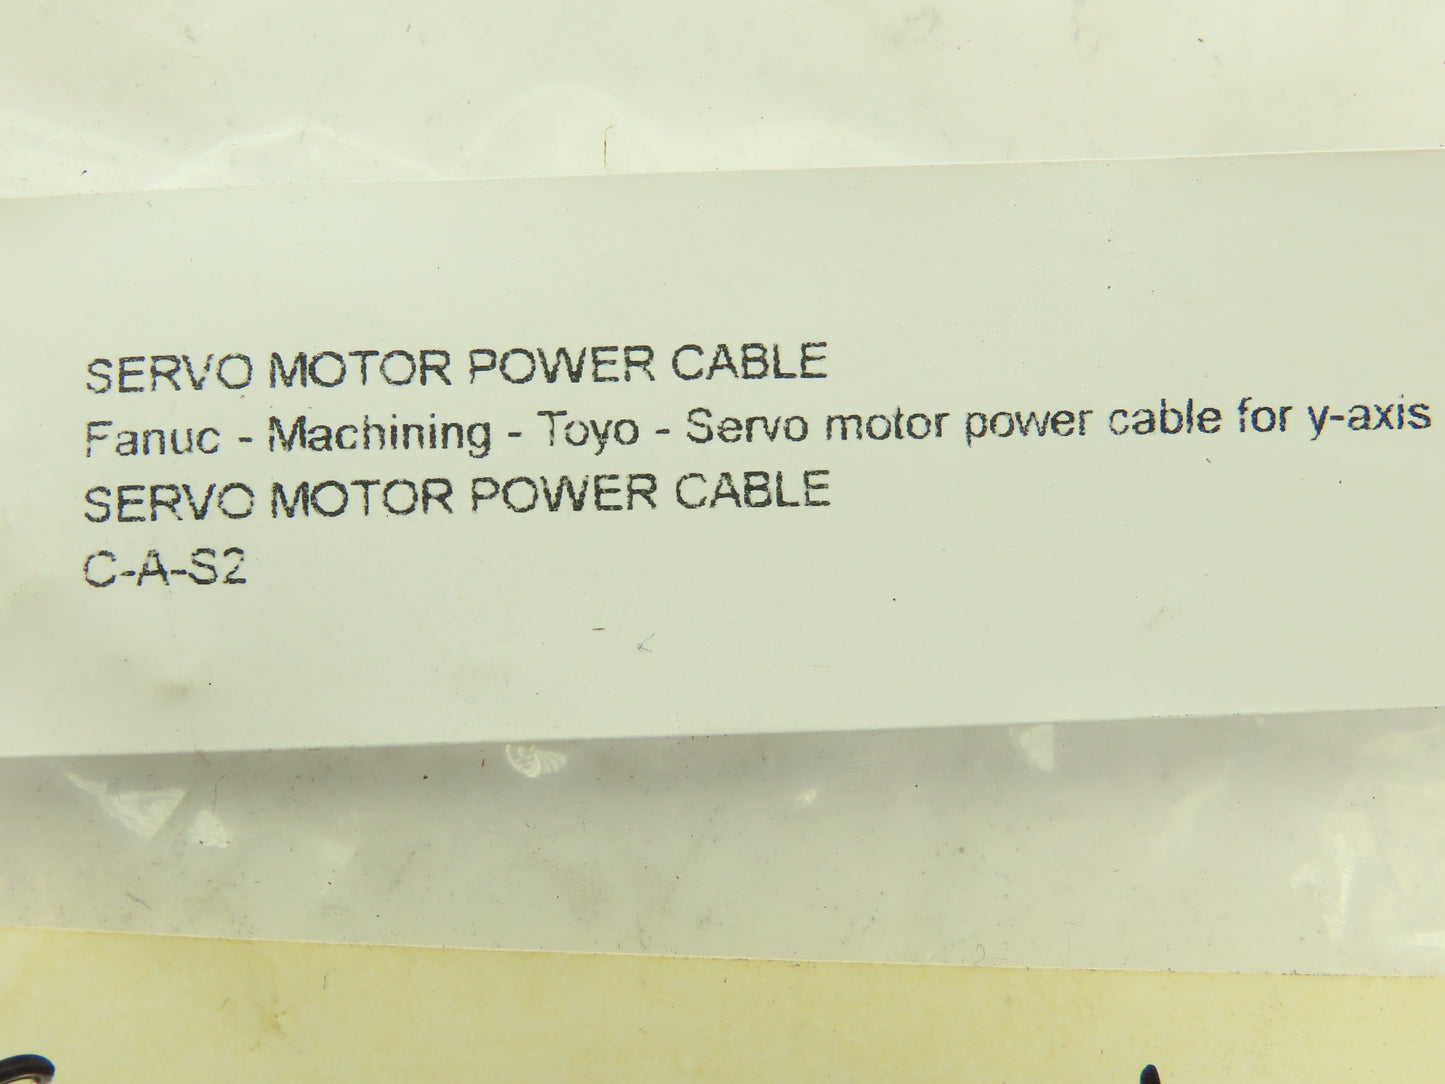 SERVO MOTOR POWER CABLE
Fanuc - Machining - Toyo - Servo motor power cable for y-axis
SERVO MOTOR POWER CABLE
C-A-S2